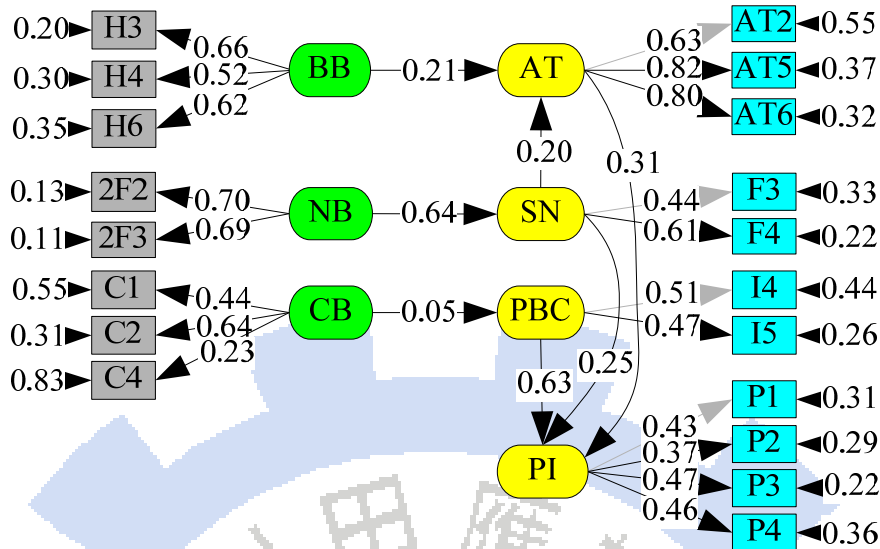 0.20 H3 0.66 BB 0.21 AT 0.63 AT2 0.55
0.30 H4 0.52 0.82 AT5 0.37
0.35 H6 0.62 0.80 AT6 0.32
0.20 0.31
0.13 2F2 0.70 NB 0.64 SN 0.44 F3 0.33
0.11 2F3 0.69 0.61 F4 0.22
0.55 C1 0.44 CB 0.05 PBC 0.51 I4 0.44
0.31 C2 0.64 0.47 I5 0.26
0.83 C4 0.23
0.63 0.25
PI 0.43 P1 0.31
0.37 P2 0.29
0.47 P3 0.22
0.46 P4 0.36